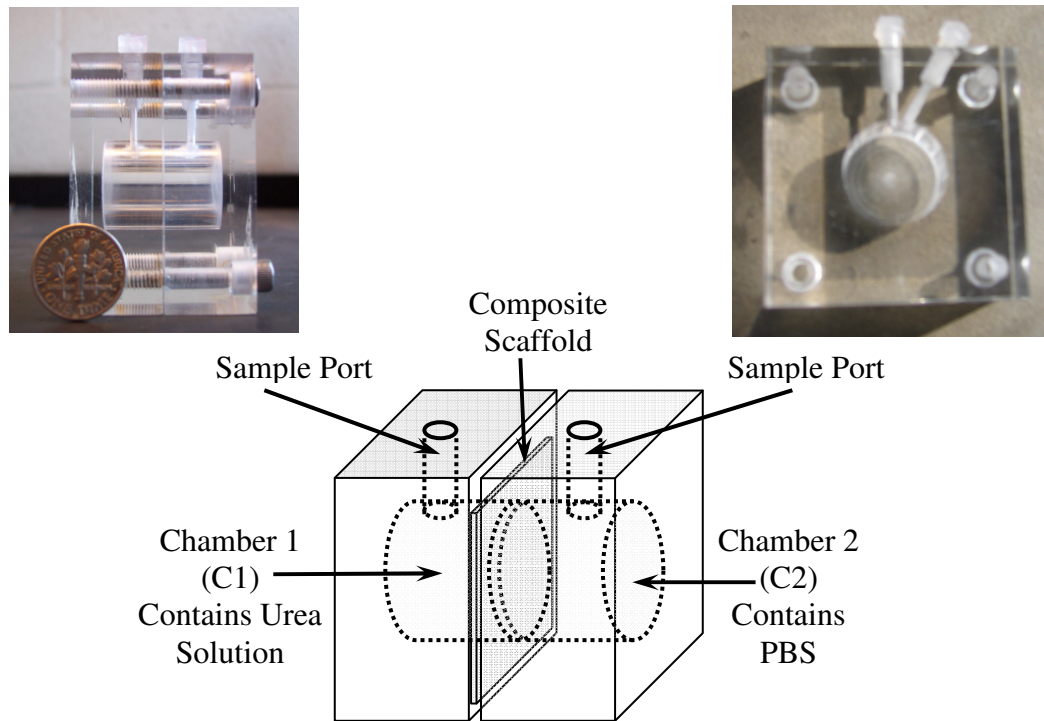 Composite
Scaffold
Sample Port
Sample Port
Chamber 1
(C1)
Contains Urea
Solution
Chamber 2
(C2)
Contains
PBS